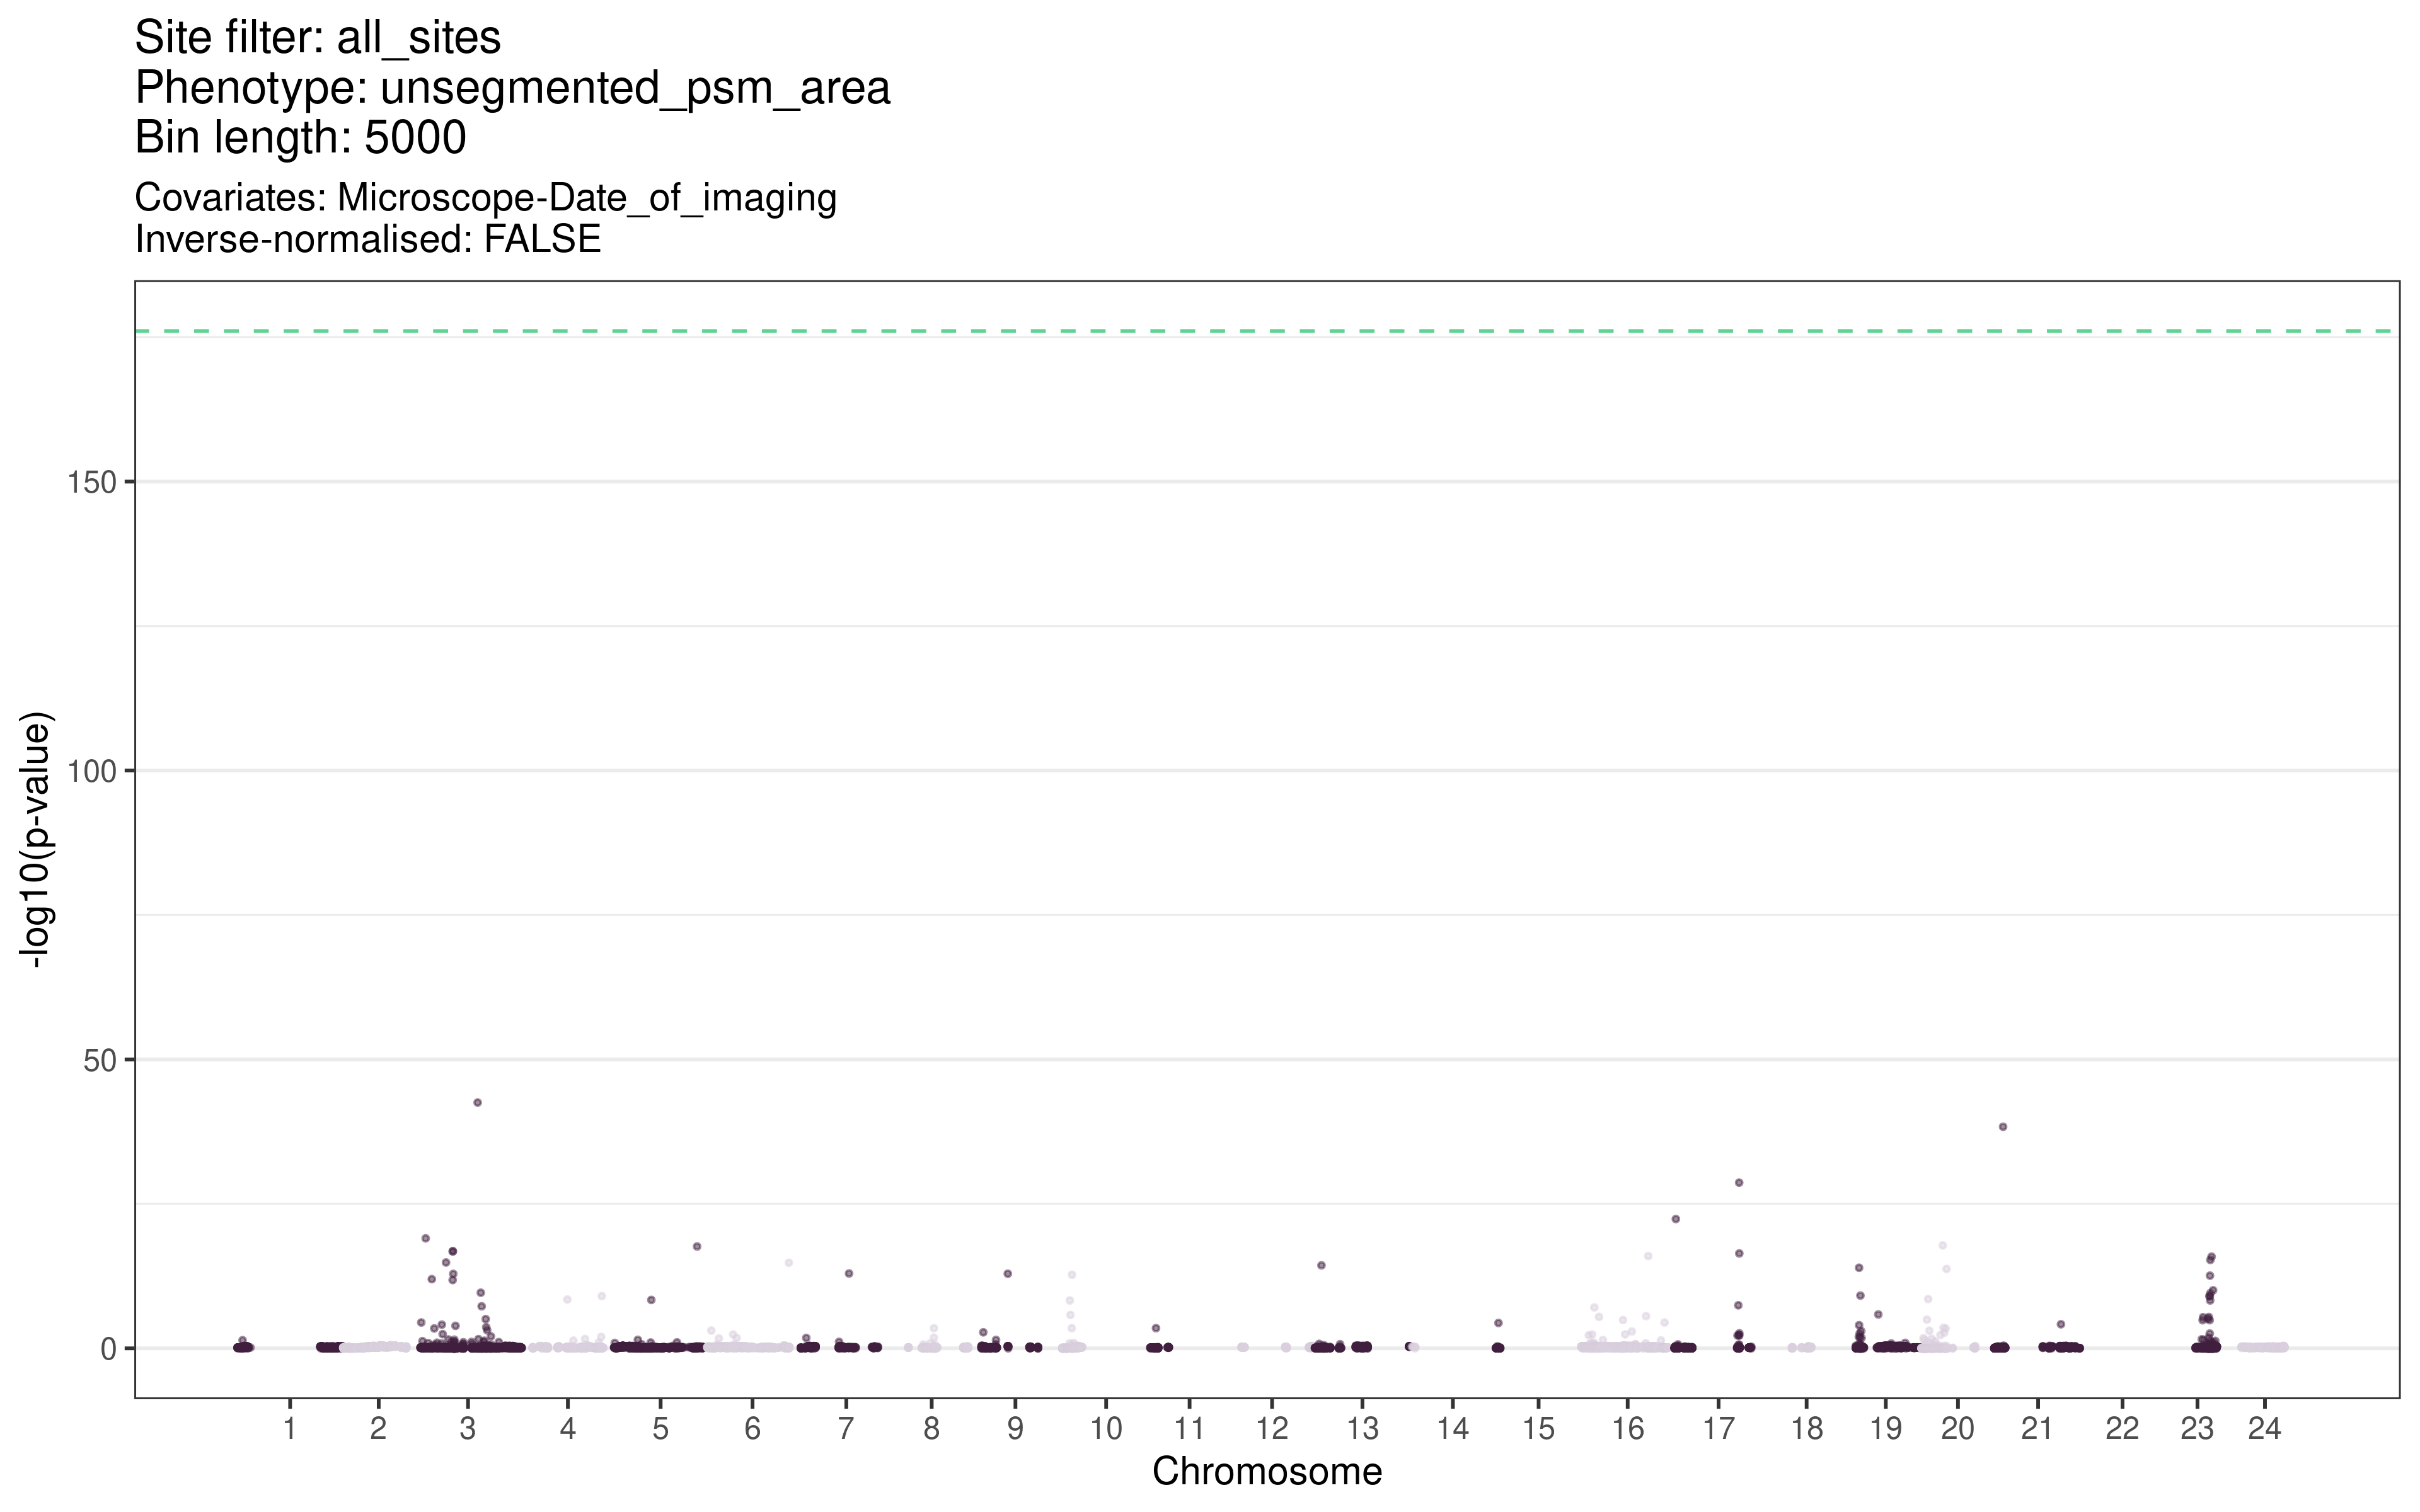 Site filter: all_sites
Phenotype: unsegmented_psm_area
Bin length: 5000
Covariates: Microscope-Date_of_imaging
Inverse-normalised: FALSE
150
100
50
0
-log10(p-value)
1 2 3 4 5 6 7 8 9 10 11 12 13 14 15 16 17 18 19 20 21 22 23 24
Chromosome